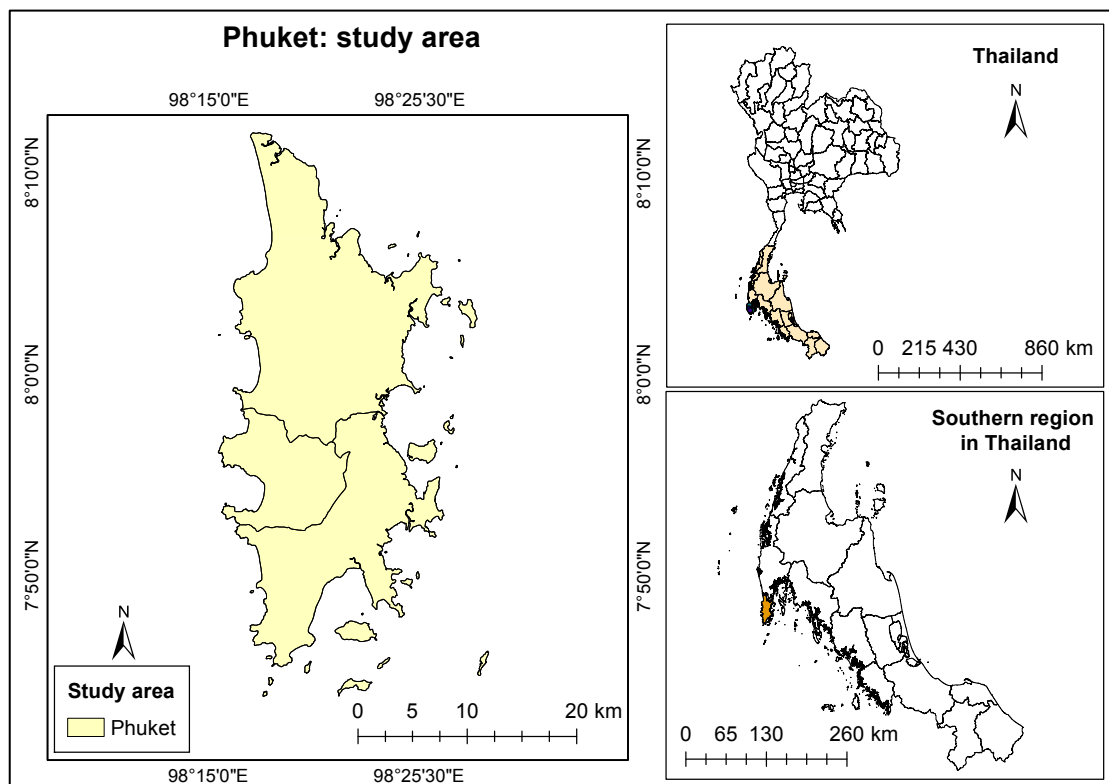 Phuket: study area
98°15'0"E
98°25'30"E
8°10'0"N
8°0'0"N
7°50'0"N
8°10'0"N
8°0'0"N
7°50'0"N
N
Study area
Phuket
0 5 10 20 km
98°15'0"E
98°25'30"E
Thailand
N
0 215 430 860 km
Southern region
in Thailand
N
0 65 130 260 km